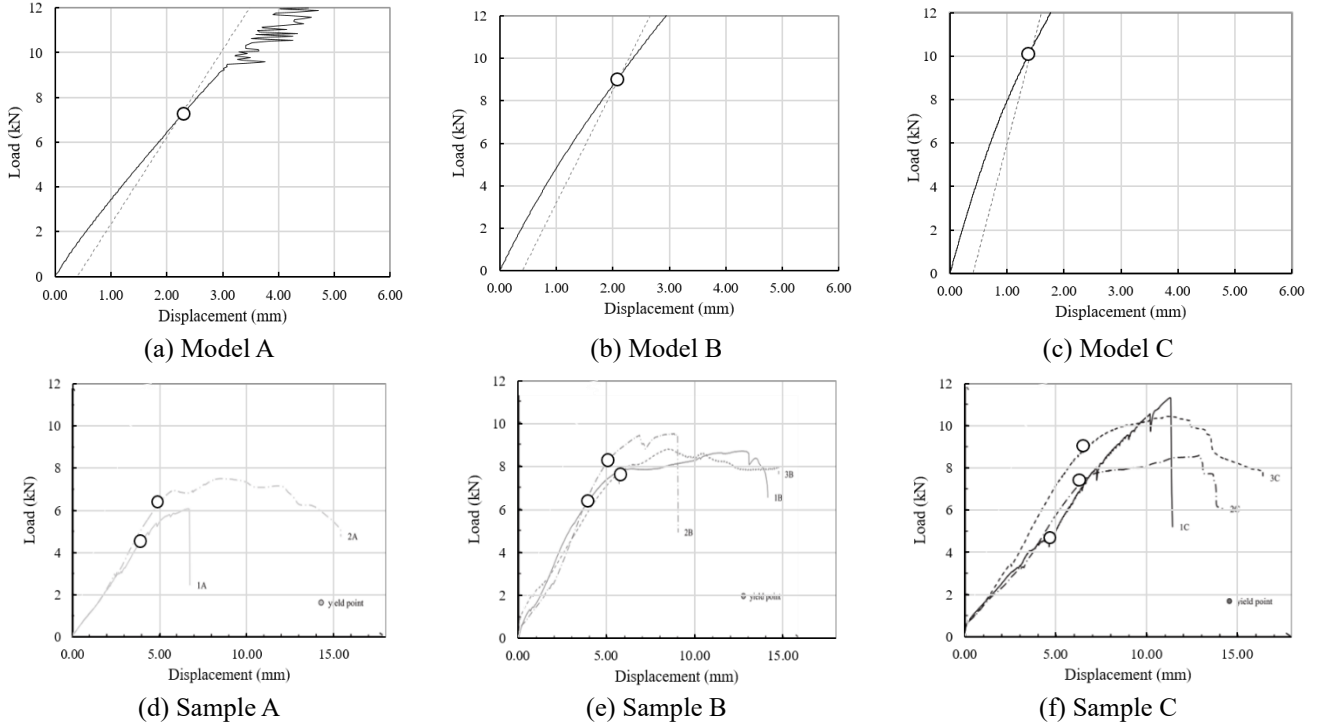 12
10
8
6
4
2
0
Load (kN)
0.00 1.00 2.00 3.00 4.00 5.00 6.00
Displacement (mm)
(a) Model A
12
10
8
6
4
2
0
Load (kN)
0.00 1.00 2.00 3.00 4.00 5.00 6.00
Displacement (mm)
(b) Model B
12
10
8
6
4
2
0
Load (kN)
0.00 1.00 2.00 3.00 4.00 5.00 6.00
Displacement (mm)
(c) Model C
12
10
8
6
4
2
0
Load (kN)
2A
1A
yield point
0.00 5.00 10.00 15.00
Displacement (mm)
(d) Sample A
12
10
8
6
4
2
0
Load (kN)
3B
1B
2B
yield point
0.00 5.00 10.00 15.00
Displacement (mm)
(e) Sample B
12
10
8
6
4
2
0
Load (kN)
3C
2C
1C
yield point
0.00 5.00 10.00 15.00
Displacement (mm)
(f) Sample C